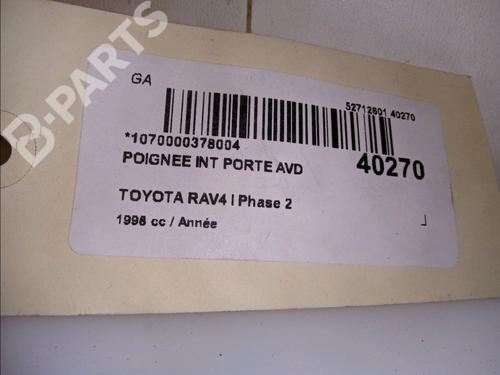 B-PARTS
GA
52712601 40270
*1070000378004
POIGNEE INT PORTE AVD
40270
TOYOTA RAV4 I Phase 2
1998 cc / Année